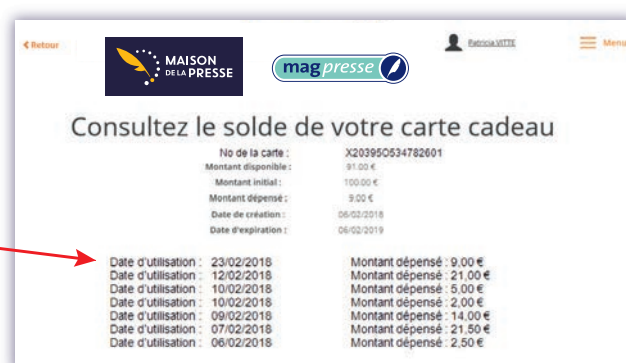 Retour
Patricia VITTE
Menu
MAISON
DE LA PRESSE
mag presse
Consultez le solde de votre carte cadeau
No de la carte : X20395O534782601
Montant disponible : 91.00 €
Montant initial : 100.00 €
Montant dépensé : 9.00 €
Date de création : 06/02/2018
Date d'expiration : 06/02/2019
Date d'utilisation : 23/02/2018 Montant dépensé : 9,00 €
Date d'utilisation : 12/02/2018 Montant dépensé : 21,00 €
Date d'utilisation : 10/02/2018 Montant dépensé : 5,00 €
Date d'utilisation : 10/02/2018 Montant dépensé : 2,00 €
Date d'utilisation : 09/02/2018 Montant dépensé : 14,00 €
Date d'utilisation : 07/02/2018 Montant dépensé : 21,50 €
Date d'utilisation : 06/02/2018 Montant dépensé : 2,50 €